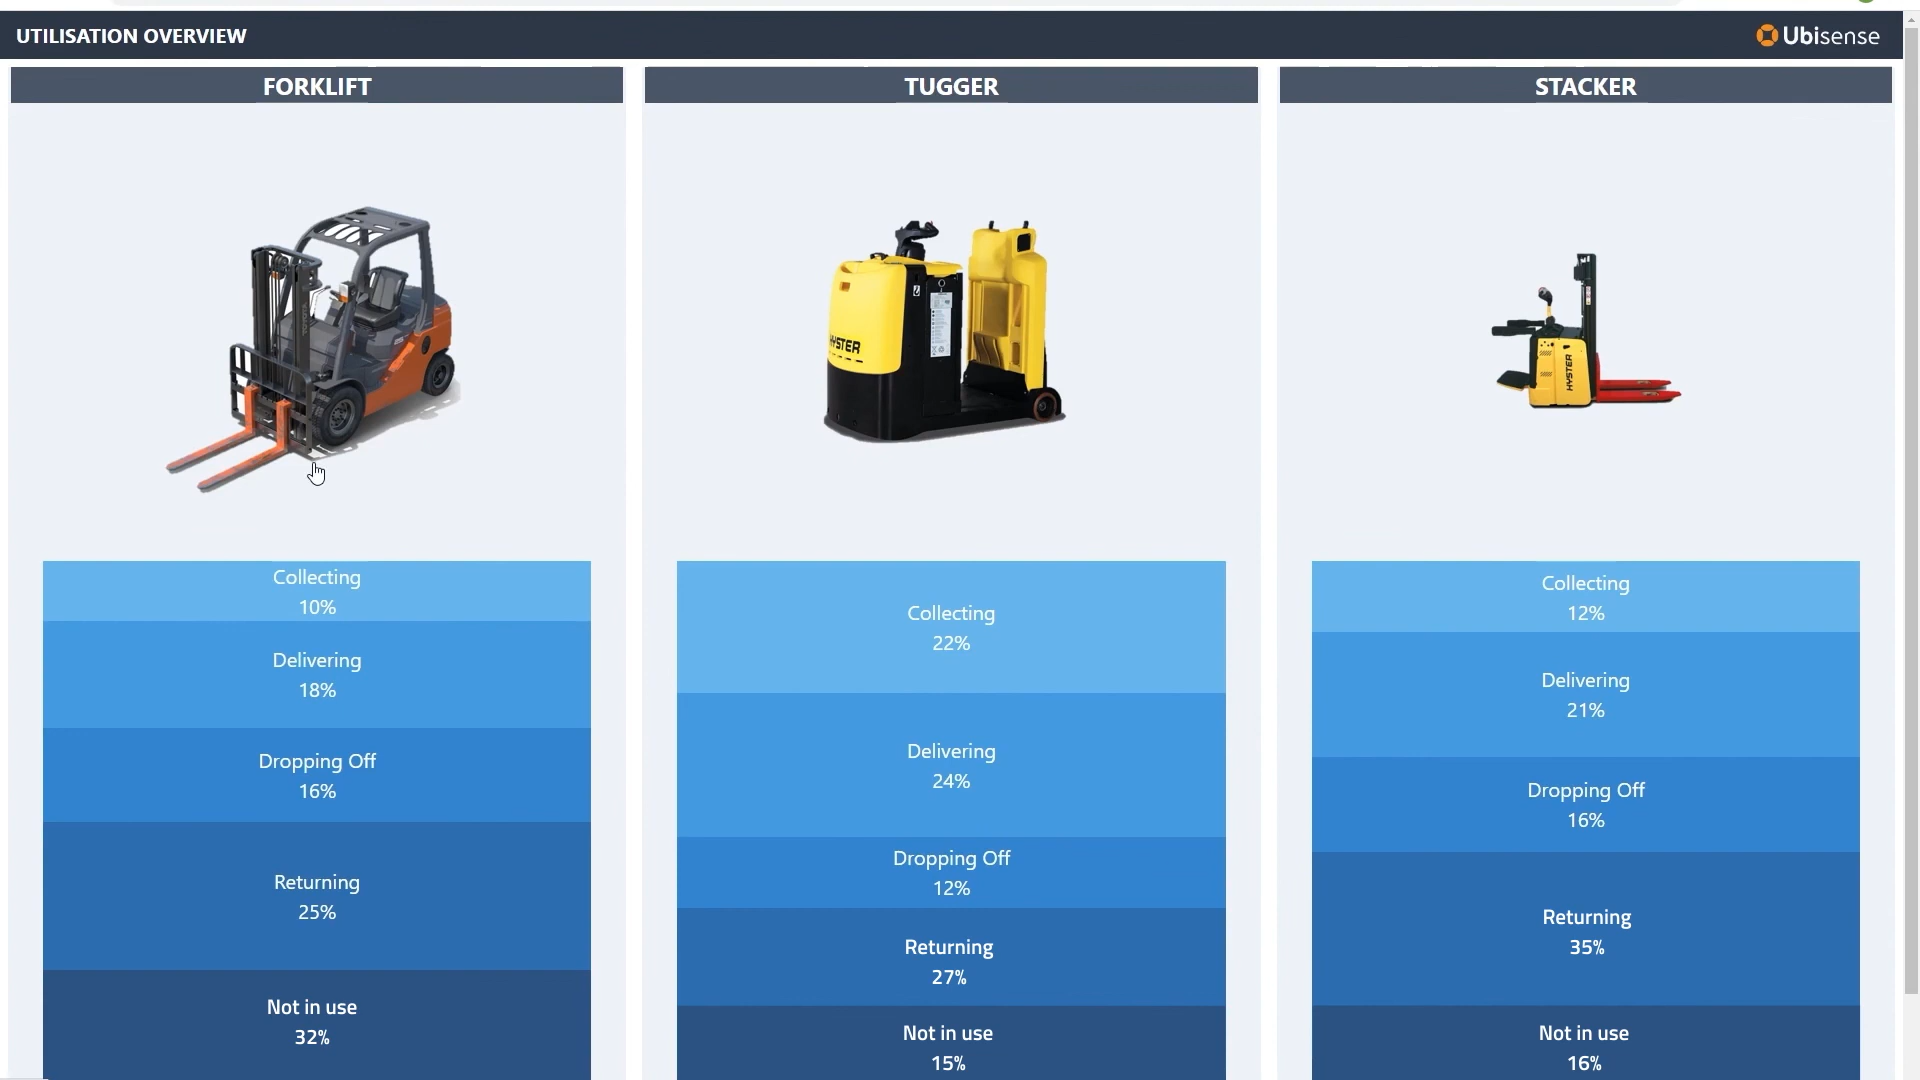 UTILISATION OVERVIEW
Ubisense
FORKLIFT
TUGGER
STACKER
TOYOTA
HYSTER
HYSTER
Collecting
10%
Delivering
18%
Dropping Off
16%
Returning
25%
Not in use
32%
Collecting
22%
Delivering
24%
Dropping Off
12%
Returning
27%
Not in use
15%
Collecting
12%
Delivering
21%
Dropping Off
16%
Returning
35%
Not in use
16%